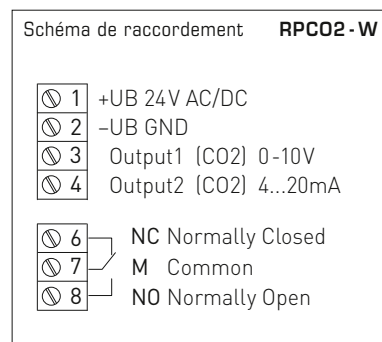 Schéma de raccordement RPCO2-W
1 +UB 24V AC/DC
2 –UB GND
3 Output1 (CO2) 0-10V
4 Output2 (CO2) 4...20mA
6 NC Normally Closed
7 M Common
8 NO Normally Open